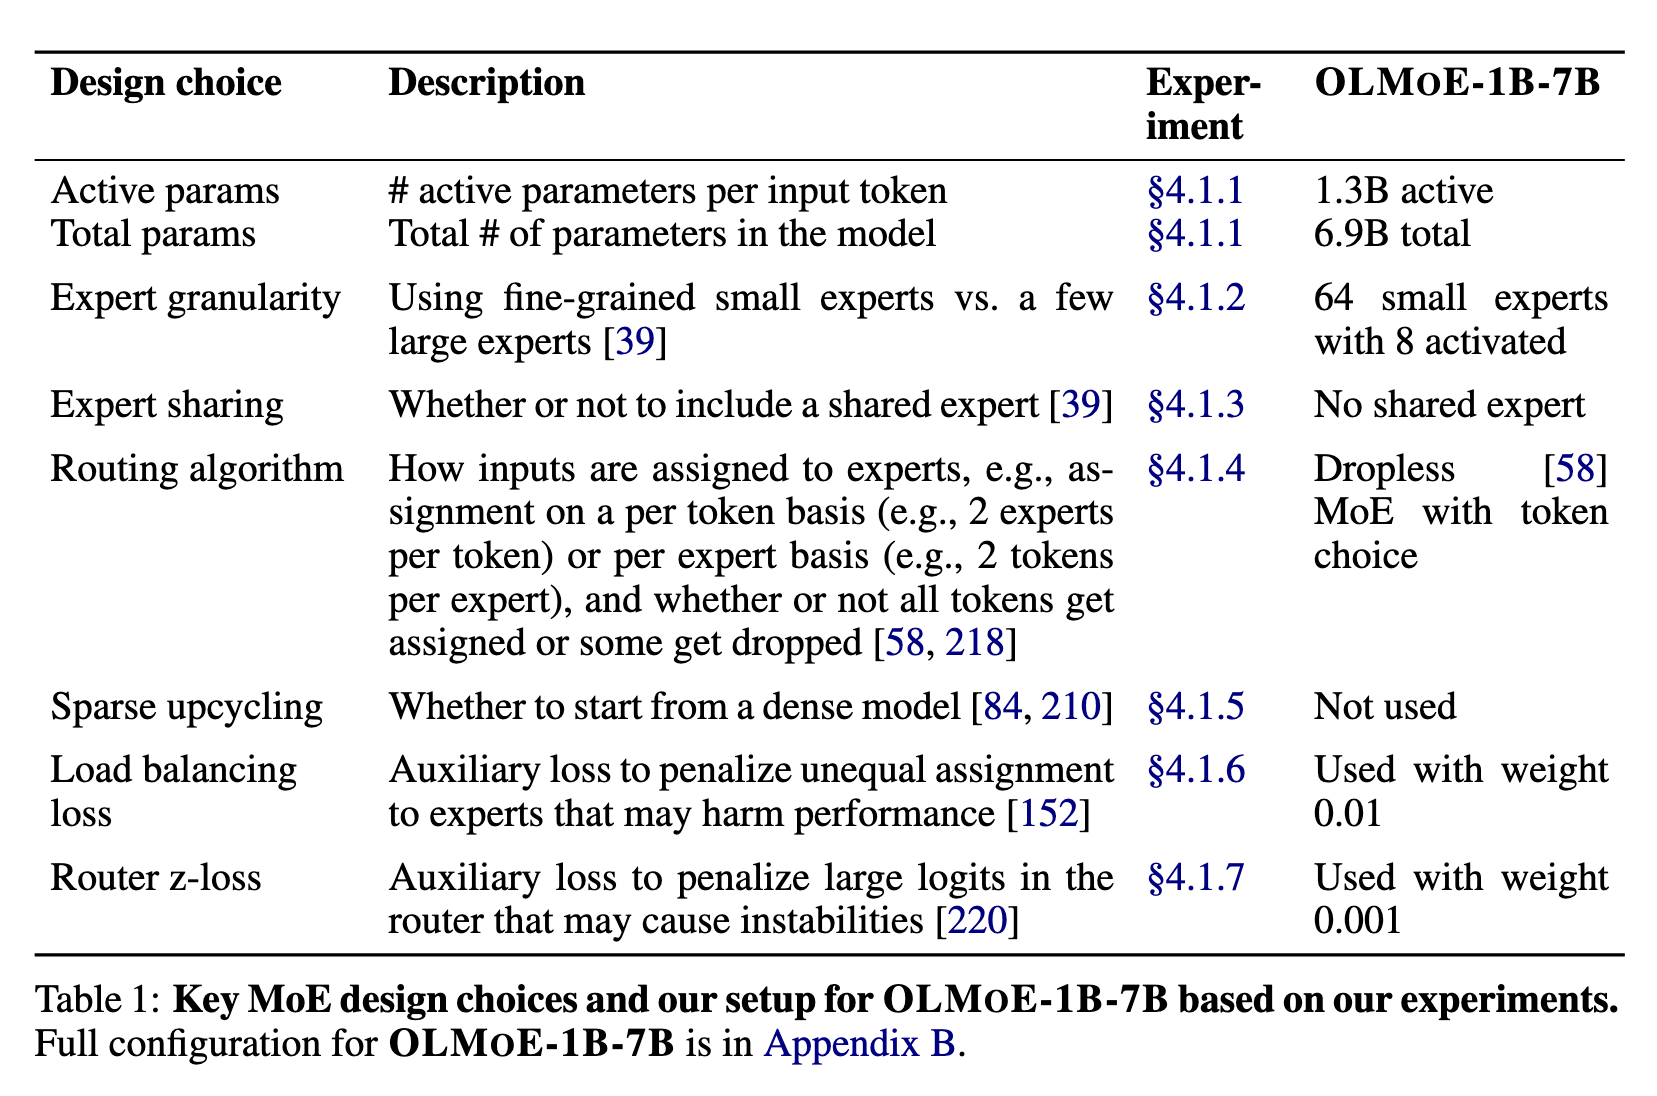 Design choice Description Exper- OLMOE-1B-7B
iment
Active params # active parameters per input token §4.1.1 1.3B active
Total params Total # of parameters in the model §4.1.1 6.9B total
Expert granularity Using fine-grained small experts vs. a few §4.1.2 64 small experts
large experts [39] with 8 activated
Expert sharing Whether or not to include a shared expert [39] §4.1.3 No shared expert
Routing algorithm How inputs are assigned to experts, e.g., as- §4.1.4 Dropless [58]
signment on a per token basis (e.g., 2 experts MoE with token
per token) or per expert basis (e.g., 2 tokens choice
per expert), and whether or not all tokens get
assigned or some get dropped [58, 218]
Sparse upcycling Whether to start from a dense model [84, 210] §4.1.5 Not used
Load balancing Auxiliary loss to penalize unequal assignment §4.1.6 Used with weight
loss to experts that may harm performance [152] 0.01
Router z-loss Auxiliary loss to penalize large logits in the §4.1.7 Used with weight
router that may cause instabilities [220] 0.001
Table 1: Key MoE design choices and our setup for OLMOE-1B-7B based on our experiments.
Full configuration for OLMOE-1B-7B is in Appendix B.